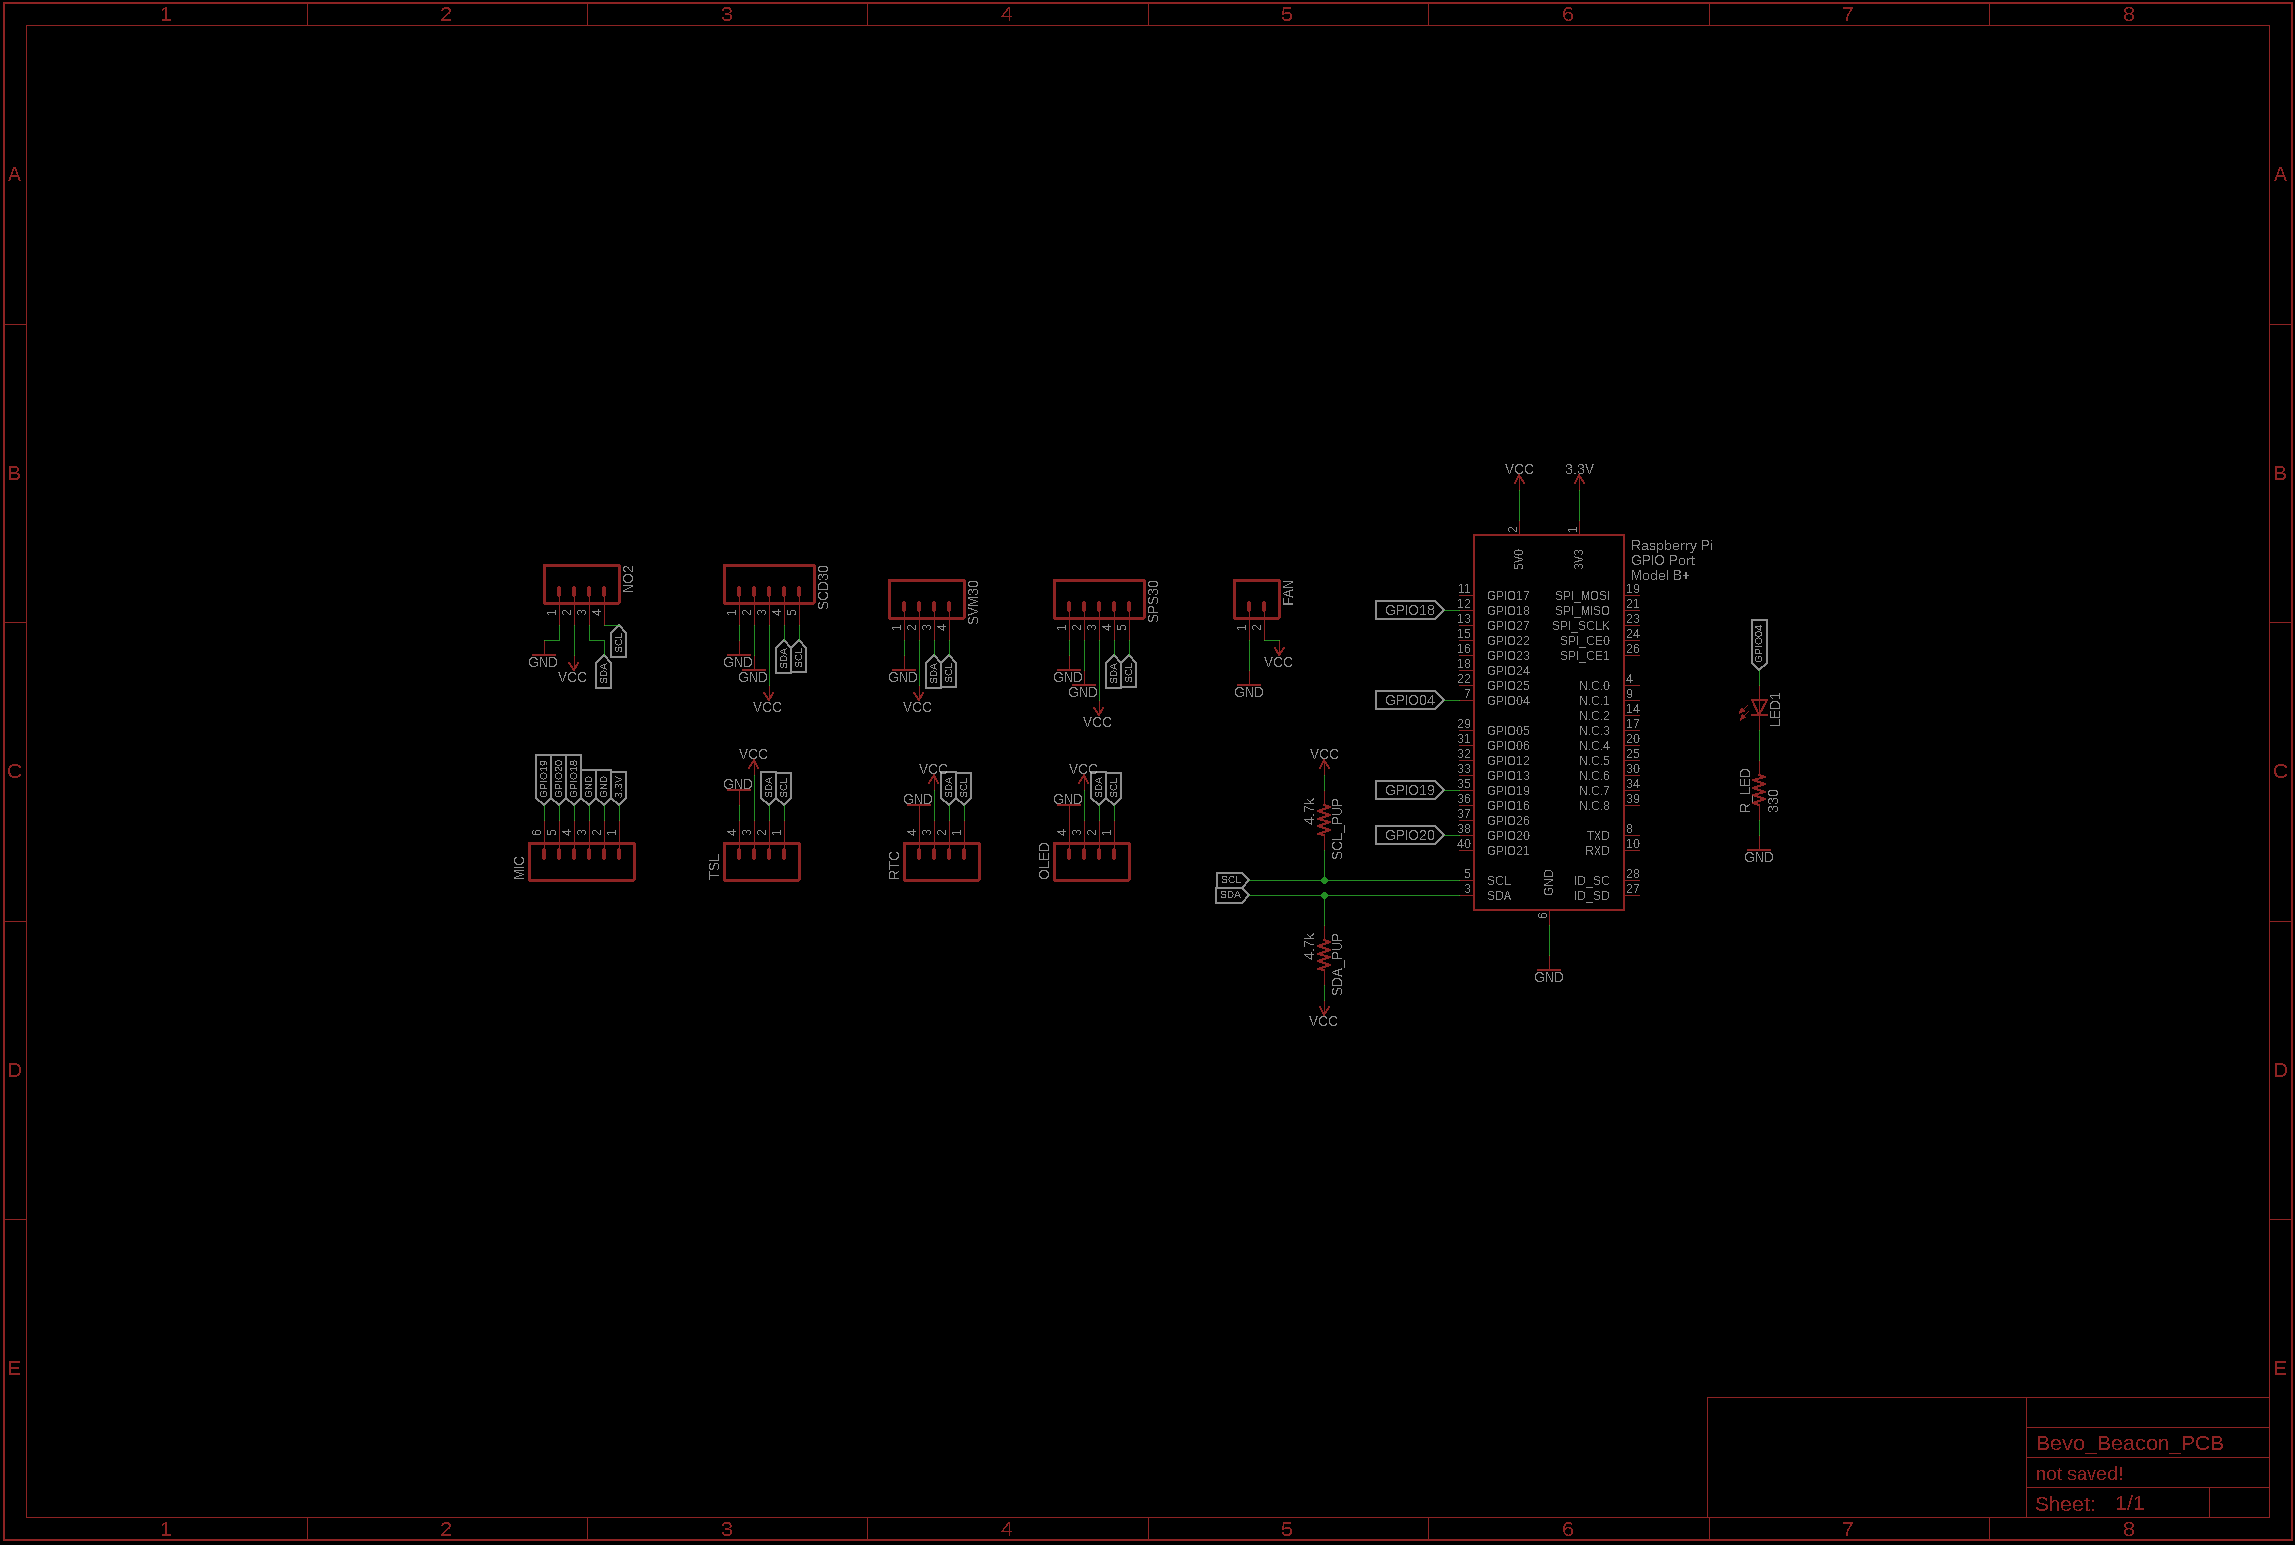 1 2 3 4 5 6 7 8
A A
B B
C C
D D
E E
NO2
1 2 3 4
GND
VCC
SDA
SCL
SCD30
1 2 3 4 5
GND
GND
VCC
SDA
SCL
SVM30
1 2 3 4
GND
VCC
SDA
SCL
SPS30
1 2 3 4 5
GND
GND
VCC
SDA
SCL
FAN
1 2
GND
VCC
MIC
GPIO19
GPIO20
GPIO18
GND
GND
3.3V
6 5 4 3 2 1
TSL
GND
VCC
SDA
SCL
4 3 2 1
RTC
GND
VCC
SDA
SCL
4 3 2 1
OLED
GND
VCC
SDA
SCL
4 3 2 1
VCC
4.7k
SCL_PUP
SCL
SDA
4.7k
SDA_PUP
VCC
GPIO18
GPIO04
GPIO19
GPIO20
VCC
3.3V
2
1
5V0
3V3
Raspberry Pi
GPIO Port
Model B+
11 GPIO17 SPI_MOSI 19
12 GPIO18 SPI_MISO 21
13 GPIO27 SPI_SCLK 23
15 GPIO22 SPI_CE0 24
16 GPIO23 SPI_CE1 26
18 GPIO24
22 GPIO25 N.C.0 4
7 GPIO04 N.C.1 9
N.C.2 14
29 GPIO05 N.C.3 17
31 GPIO06 N.C.4 20
32 GPIO12 N.C.5 25
33 GPIO13 N.C.6 30
35 GPIO19 N.C.7 34
36 GPIO16 N.C.8 39
37 GPIO26
38 GPIO20 TXD 8
40 GPIO21 RXD 10
5 SCL ID_SC 28
3 SDA ID_SD 27
GND
6
GND
GPIO04
LED1
R_LED
330
GND
Bevo_Beacon_PCB
not saved!
Sheet: 1/1
1 2 3 4 5 6 7 8